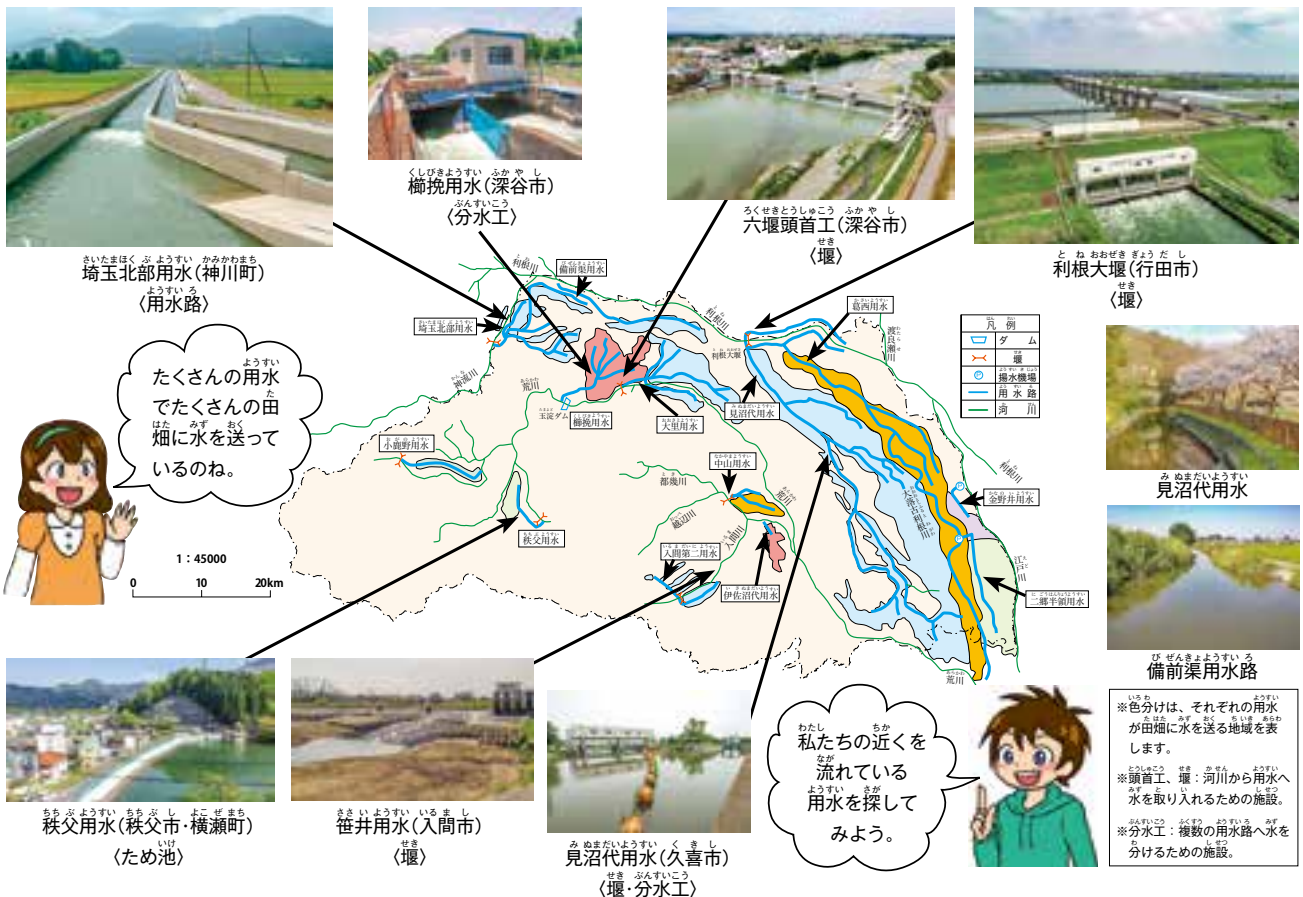 櫛挽用水(深谷市)
〈分水工〉
六堰頭首工(深谷市)
〈堰〉
埼玉北部用水(神川町)
〈用水路〉
利根大堰(行田市)
〈堰〉
たくさんの用水
でたくさんの田
畑に水を送って
いるのね。
1：45000
0 10 20km
利根川
備前渠用水
埼玉北部用水
神流川
荒川
玉淀ダム
櫛挽用水
大里用水
利根川
利根大堰
葛西用水
渡良瀬川
見沼代用水
小鹿野用水
秩父用水
都幾川
中山用水
荒川
越辺川
入間川
入間第二用水
伊佐沼代用水
大落古利根川
利根川
金野井用水
江戸川
二郷半領用水
荒川
凡例
ダム
堰
揚水機場
用水路
河川
見沼代用水
備前渠用水路
秩父用水(秩父市・横瀬町)
〈ため池〉
笹井用水(入間市)
〈堰〉
見沼代用水(久喜市)
〈堰・分水工〉
私たちの近くを
流れている
用水を探して
みよう。
※色分けは、それぞれの用水
が田畑に水を送る地域を表
します。
※頭首工、堰：河川から用水へ
水を取り入れるための施設。
※分水工：複数の用水路へ水を
分けるための施設。